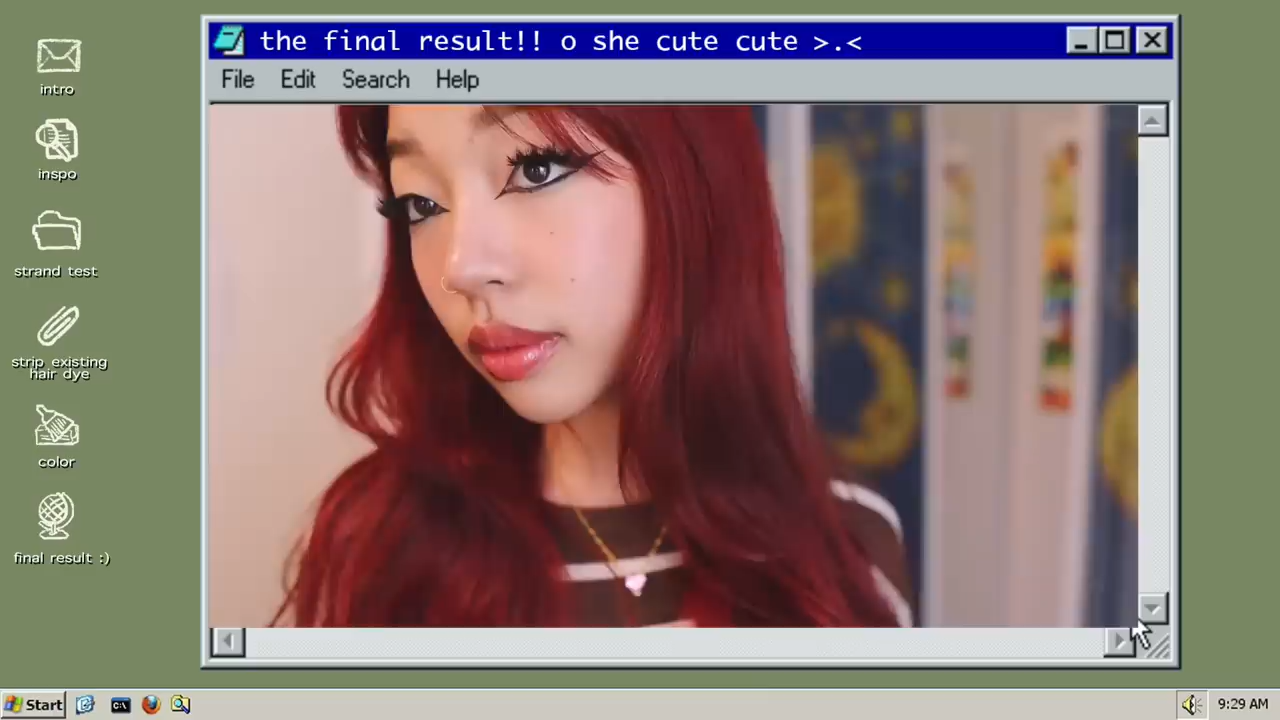 the final result!! o she cute cute >.<
File Edit Search Help
intro
inspo
strand test
strip existing
hair dye
color
final result :)
C:\
Start
9:29 AM